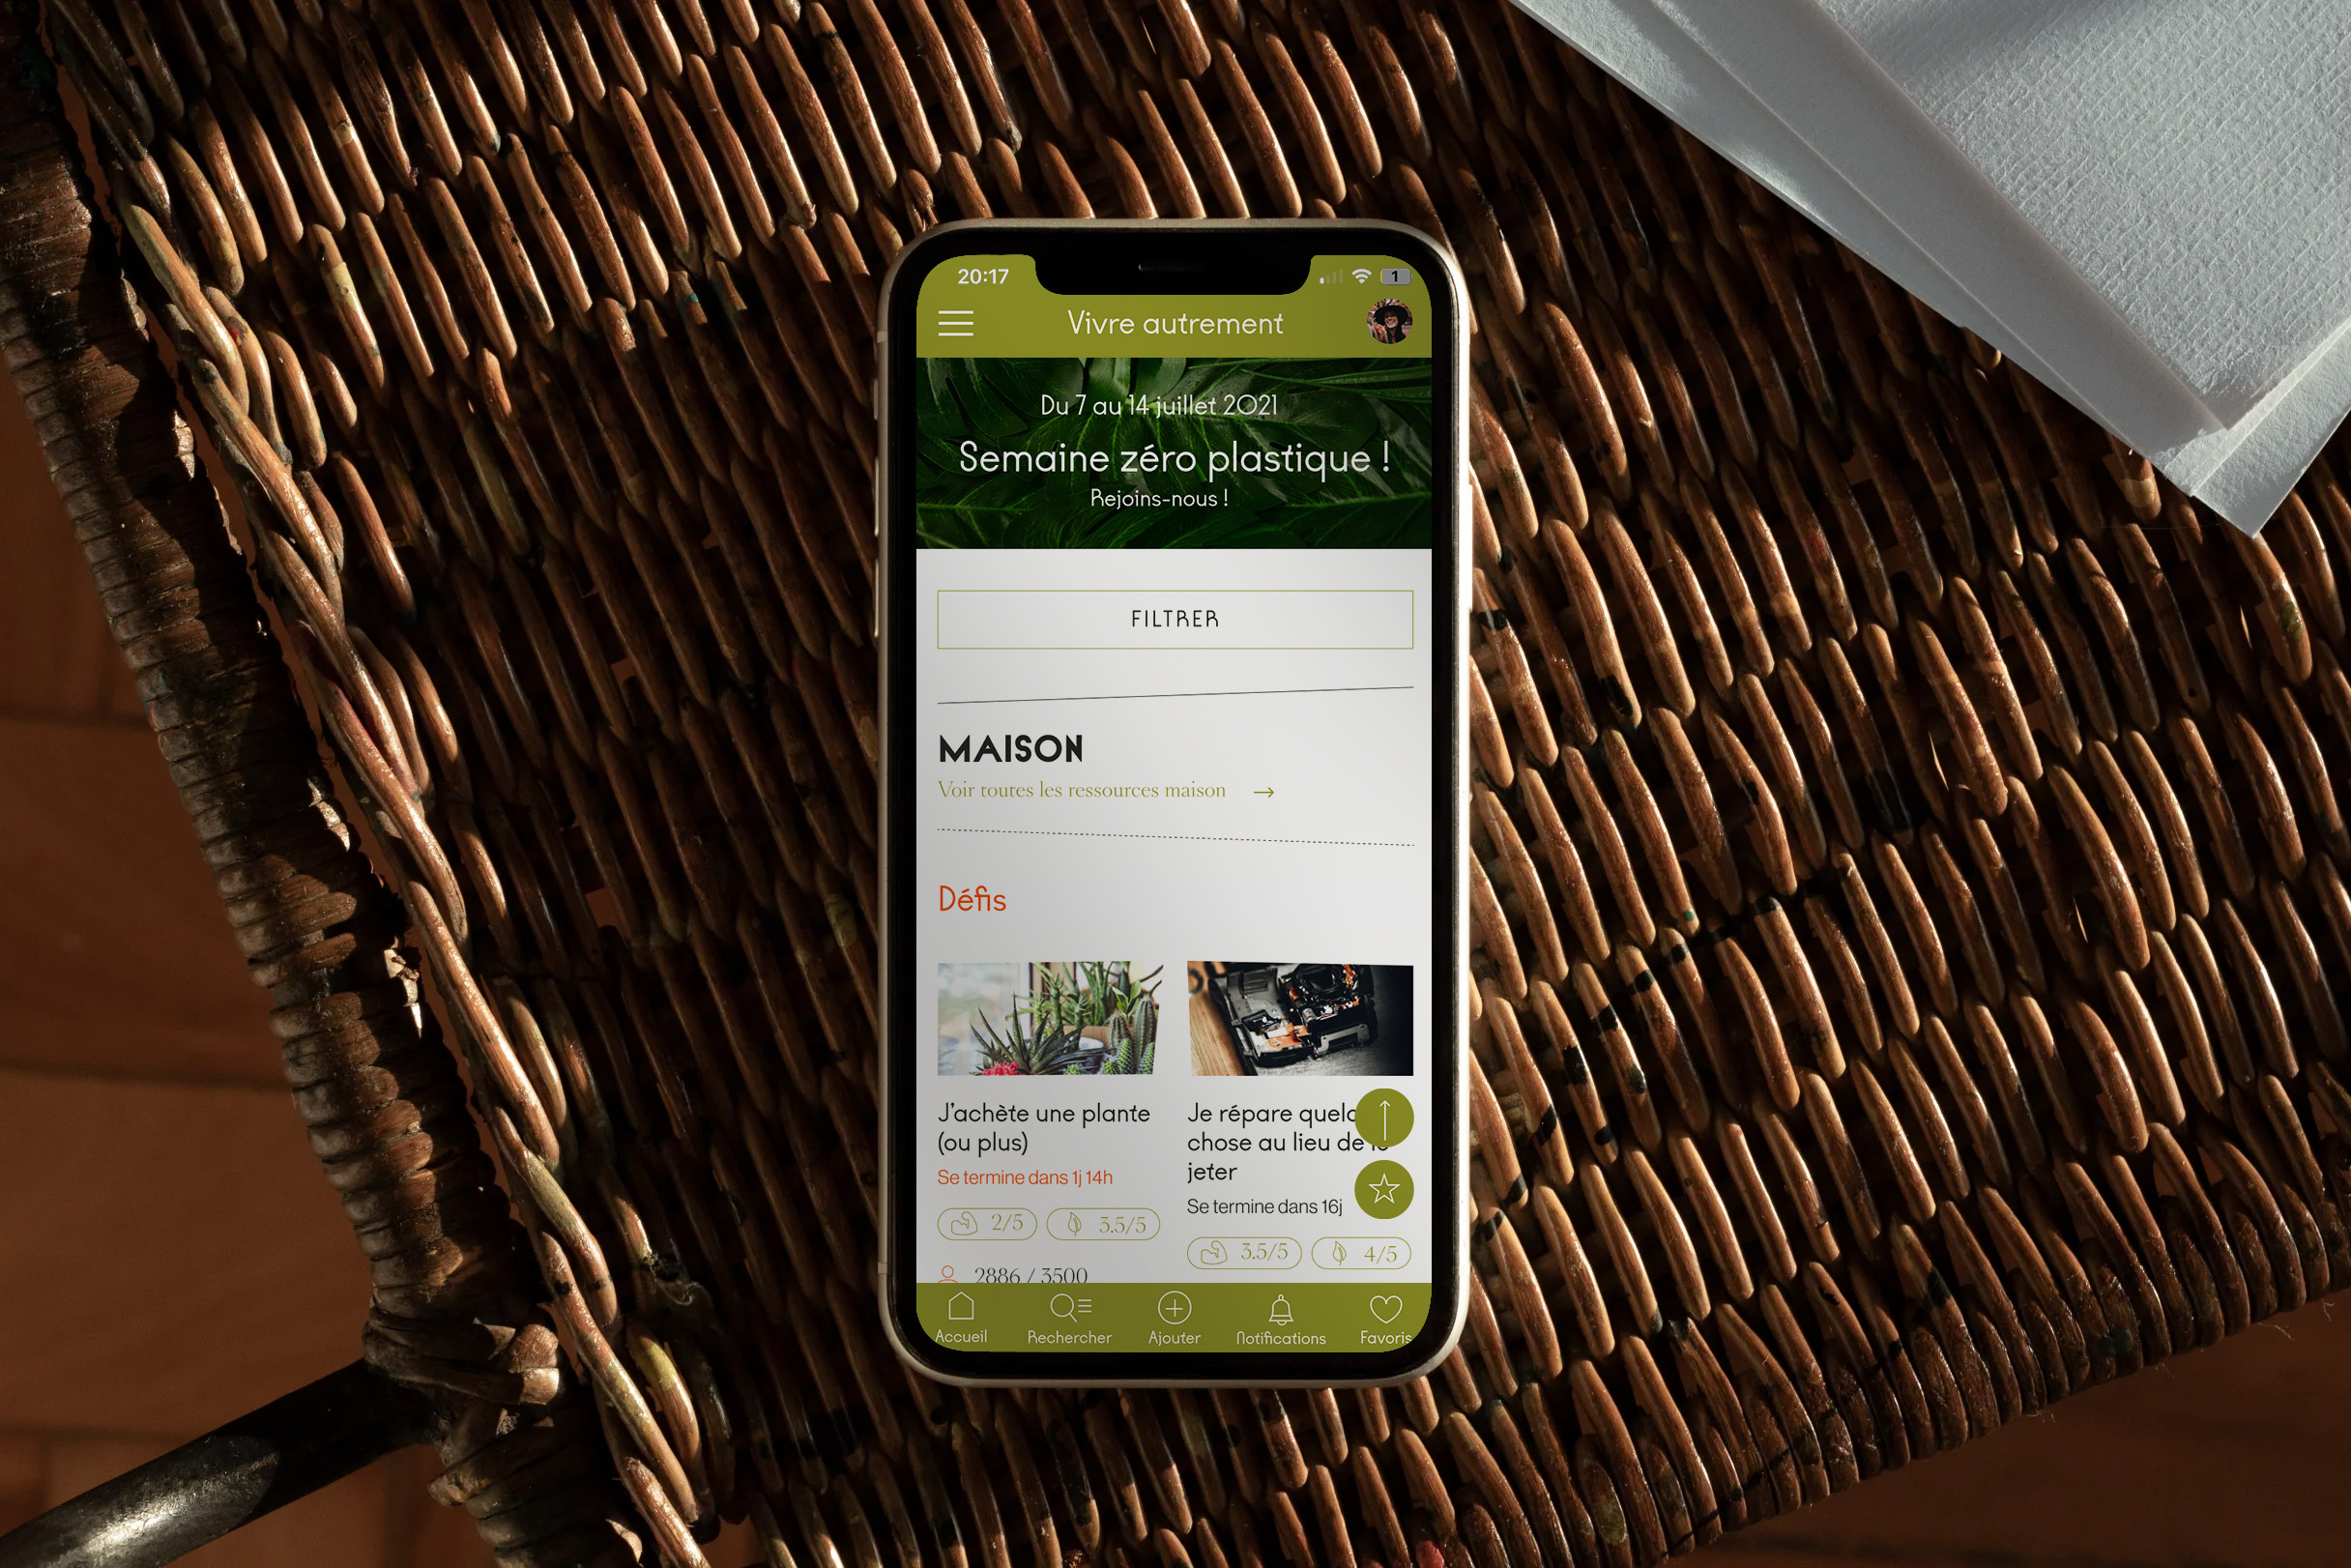 20:17
1
Vivre autrement
Du 7 au 14 juillet 2021
Semaine zéro plastique !
Rejoins-nous !
FILTRER
MAISON
Voir toutes les ressources maison →
Défis
J'achète une plante
(ou plus)
Se termine dans 1j 14h
2/5
3.5/5
2886 / 3500
Je répare
chose au lieu de
jeter
Se termine dans 16j
3.5/5
4/5
Accueil
Rechercher
Ajouter
Notifications
Favoris